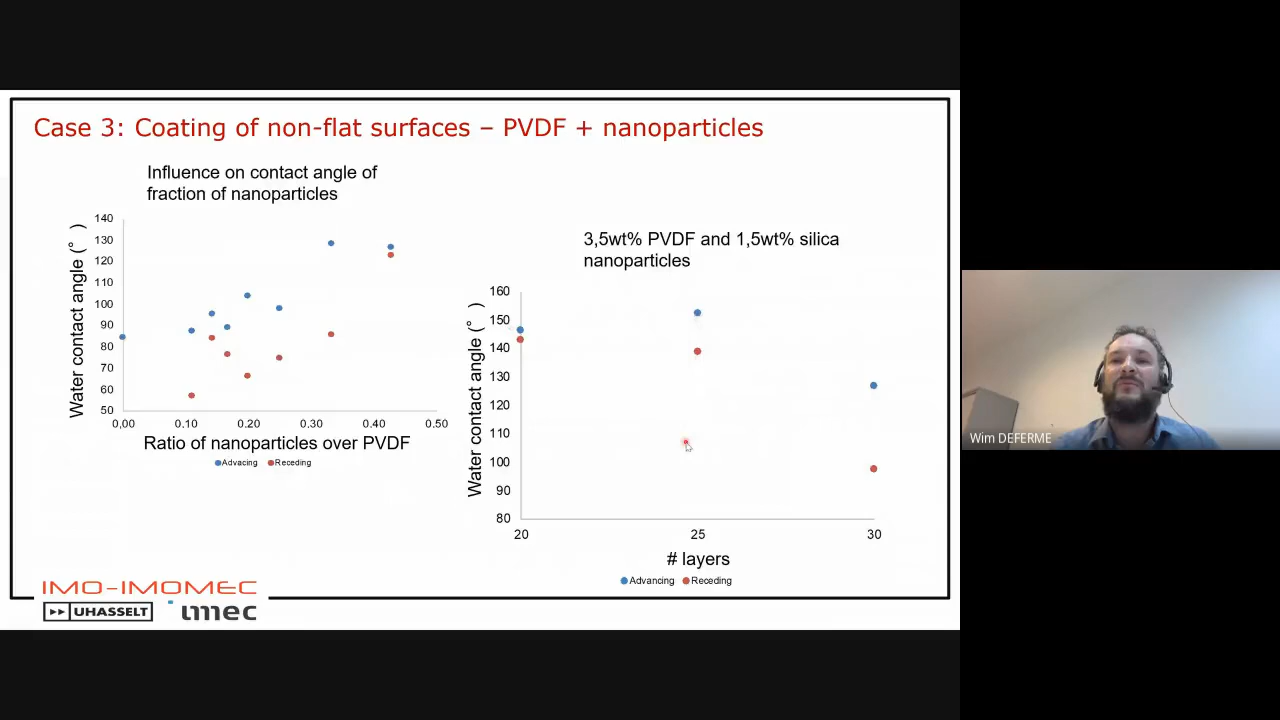 Case 3: Coating of non-flat surfaces – PVDF + nanoparticles
Influence on contact angle of
fraction of nanoparticles
Water contact angle (° )
140
130
120
110
100
90
80
70
60
50
0,00
0.10
0.20
0.30
0.40
0.50
Ratio of nanoparticles over PVDF
Advacing
Receding
3,5wt% PVDF and 1,5wt% silica
nanoparticles
Water contact angle (° )
160
150
140
130
120
110
100
90
80
20
25
30
# layers
Advancing
Receding
IMO-IMOMEC
UHASSELT
imec
Wim DEFERME